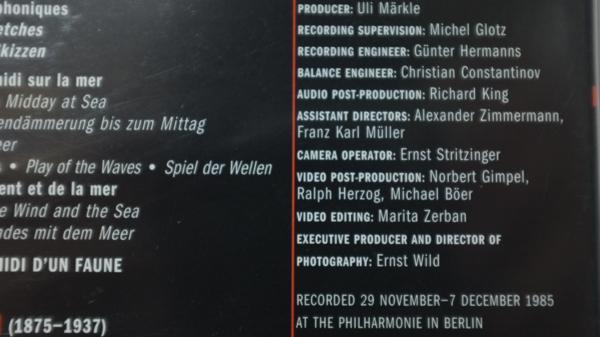 phoniques
etches
Skizzen
midi sur la mer
Midday at Sea
endämmerung bis zum Mittag
eer
• Play of the Waves • Spiel der Wellen
ent et de la mer
e Wind and the Sea
ndes mit dem Meer
MIDI D'UN FAUNE
(1875–1937)
PRODUCER: Uli Märkle
RECORDING SUPERVISION: Michel Glotz
RECORDING ENGINEER: Günter Hermanns
BALANCE ENGINEER: Christian Constantinov
AUDIO POST-PRODUCTION: Richard King
ASSISTANT DIRECTORS: Alexander Zimmermann,
Franz Karl Müller
CAMERA OPERATOR: Ernst Stritzinger
VIDEO POST-PRODUCTION: Norbert Gimpel,
Ralph Herzog, Michael Böer
VIDEO EDITING: Marita Zerban
EXECUTIVE PRODUCER AND DIRECTOR OF
PHOTOGRAPHY: Ernst Wild
RECORDED 29 NOVEMBER–7 DECEMBER 1985
AT THE PHILHARMONIE IN BERLIN